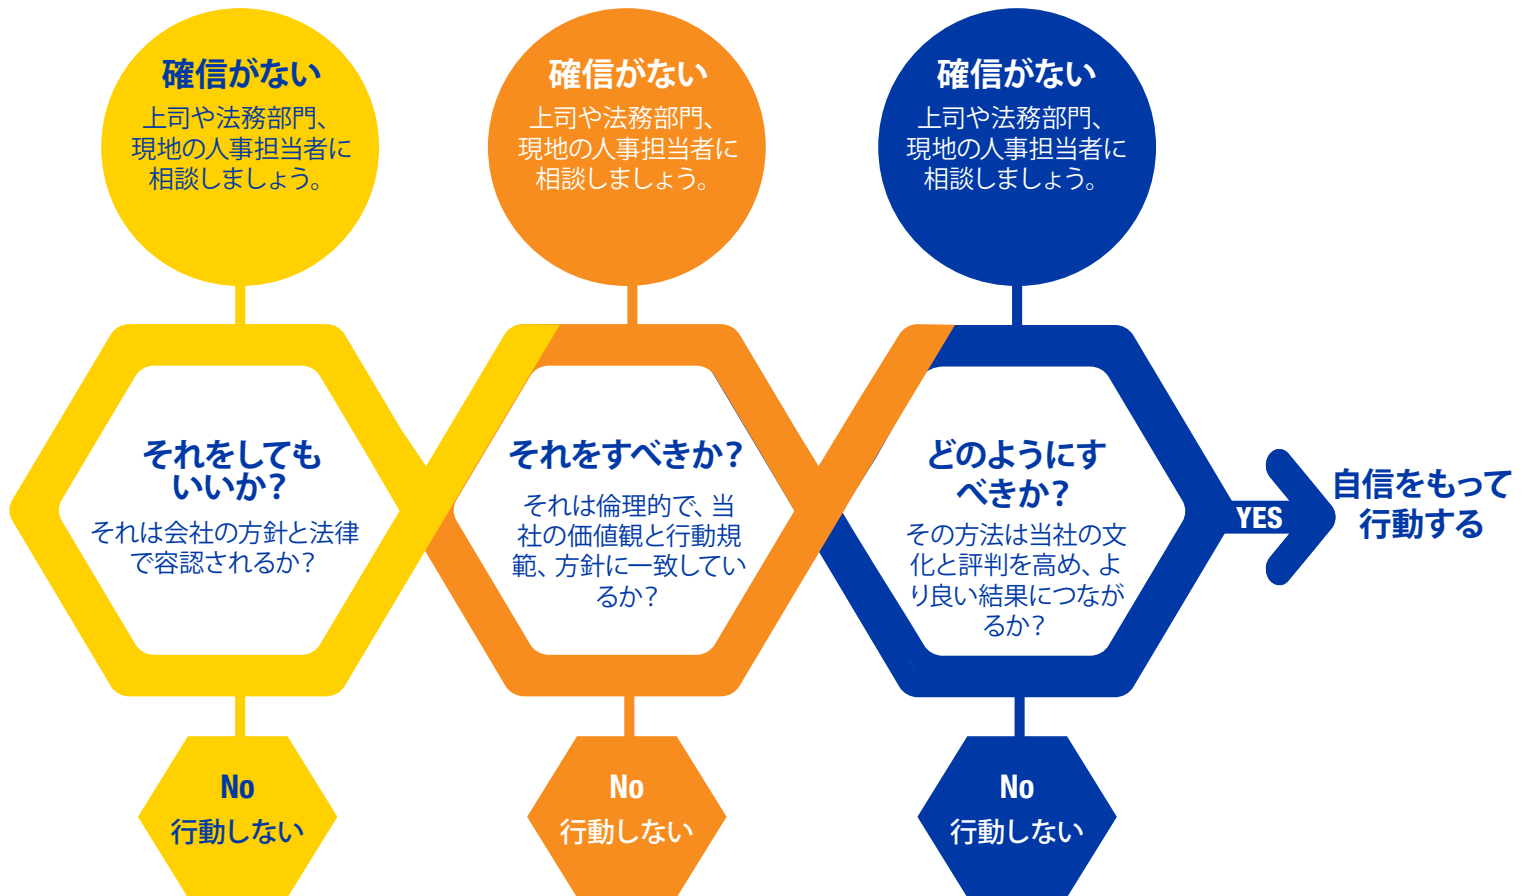 確信がない
上司や法務部門、
現地の人事担当者に
相談しましょう。
確信がない
上司や法務部門、
現地の人事担当者に
相談しましょう。
確信がない
上司や法務部門、
現地の人事担当者に
相談しましょう。
それをしても
いいか?
それは会社の方針と法律
で容認されるか?
それをすべきか?
それは倫理的で、当
社の価値観と行動規
範、方針に一致してい
るか?
どのようにす
べきか?
その方法は当社の文
化と評判を高め、よ
り良い結果につなが
るか?
YES
自信をもって
行動する
No
行動しない
No
行動しない
No
行動しない